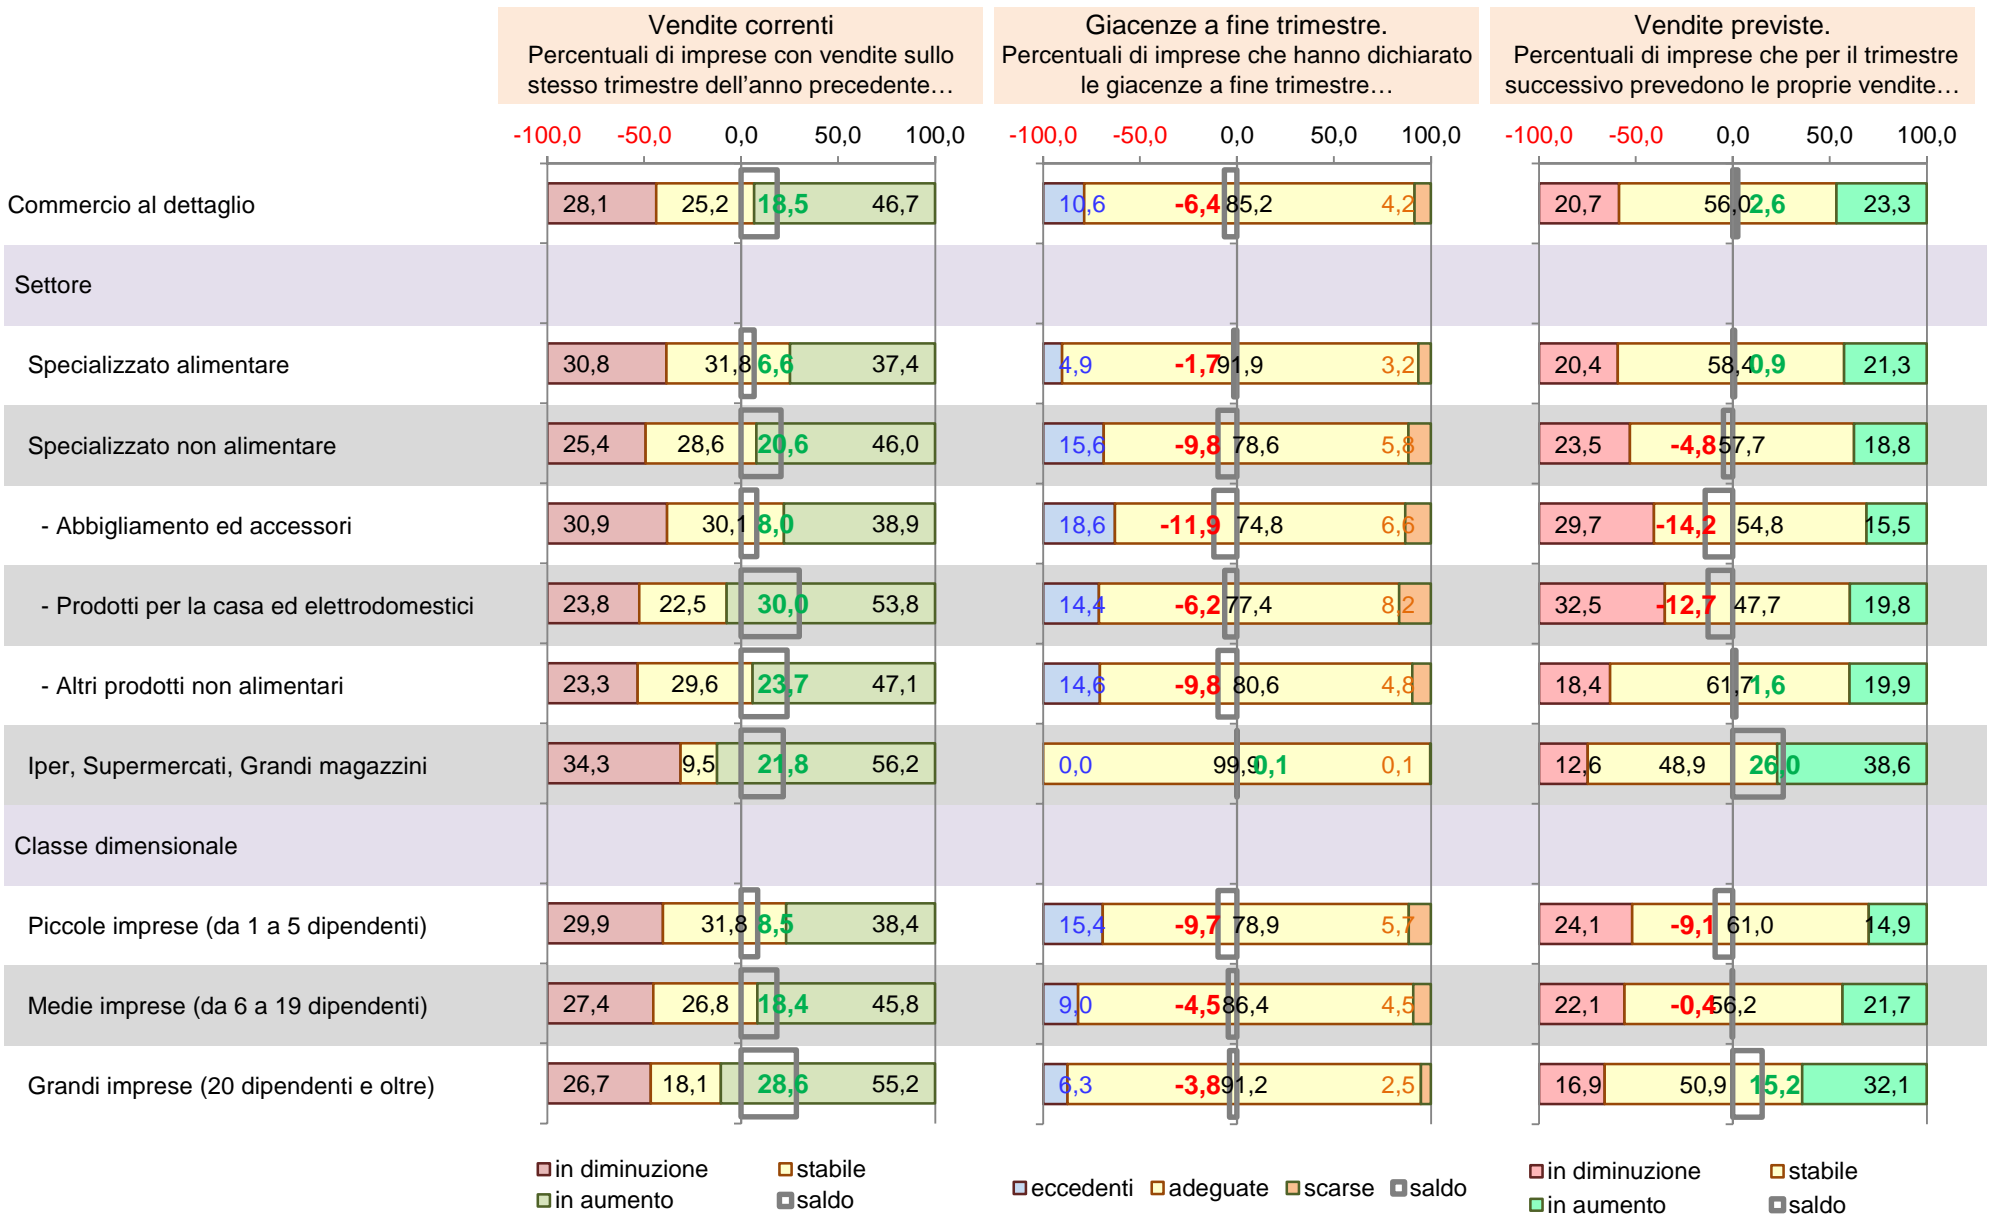 Vendite correnti
Percentuali di imprese con vendite sullo
stesso trimestre dell'anno precedente…
Giacenze a fine trimestre.
Percentuali di imprese che hanno dichiarato
le giacenze a fine trimestre…
Vendite previste.
Percentuali di imprese che per il trimestre
successivo prevedono le proprie vendite…
-100,0 -50,0 0,0 50,0 100,0 -100,0 -50,0 0,0 50,0 100,0 -100,0 -50,0 0,0 50,0 100,0
Commercio al dettaglio 28,1 25,2 18,5 46,7 10,6 -6,4 85,2 4,2 20,7 56,0 2,6 23,3
Settore
Specializzato alimentare 30,8 31,8 6,6 37,4 4,9 -1,7 91,9 3,2 20,4 58,4 0,9 21,3
Specializzato non alimentare 25,4 28,6 20,6 46,0 15,6 -9,8 78,6 5,8 23,5 -4,8 57,7 18,8
- Abbigliamento ed accessori 30,9 30,1 8,0 38,9 18,6 -11,9 74,8 6,6 29,7 -14,2 54,8 15,5
- Prodotti per la casa ed elettrodomestici 23,8 22,5 30,0 53,8 14,4 -6,2 77,4 8,2 32,5 -12,7 47,7 19,8
- Altri prodotti non alimentari 23,3 29,6 23,7 47,1 14,6 -9,8 80,6 4,8 18,4 61,7 1,6 19,9
Iper, Supermercati, Grandi magazzini 34,3 9,5 21,8 56,2 0,0 99,9 0,1 0,1 12,6 48,9 26,0 38,6
Classe dimensionale
Piccole imprese (da 1 a 5 dipendenti) 29,9 31,8 8,5 38,4 15,4 -9,7 78,9 5,7 24,1 -9,1 61,0 14,9
Medie imprese (da 6 a 19 dipendenti) 27,4 26,8 18,4 45,8 9,0 -4,5 86,4 4,5 22,1 -0,4 56,2 21,7
Grandi imprese (20 dipendenti e oltre) 26,7 18,1 28,6 55,2 6,3 -3,8 91,2 2,5 16,9 50,9 15,2 32,1
in diminuzione stabile
in aumento saldo
eccedenti adeguate scarse saldo
in diminuzione stabile
in aumento saldo